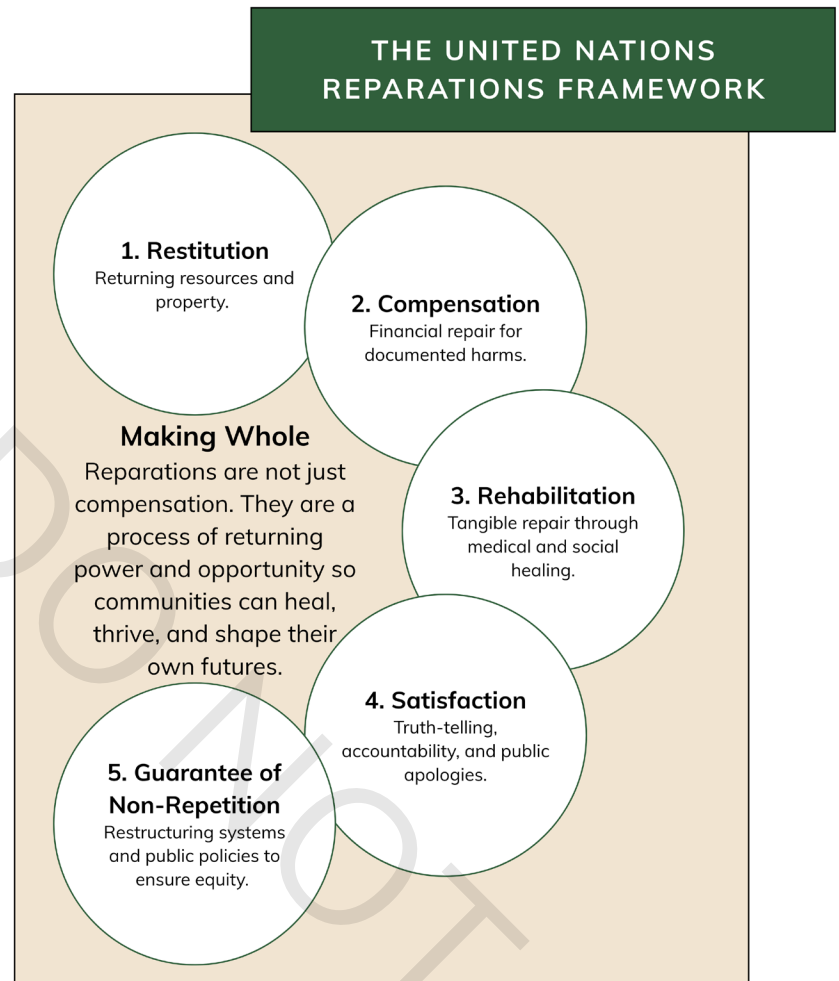 THE UNITED NATIONS
REPARATIONS FRAMEWORK
1. Restitution
Returning resources and
property.
2. Compensation
Financial repair for
documented harms.
Making Whole
Reparations are not just
compensation. They are a
process of returning
power and opportunity so
communities can heal,
thrive, and shape their
own futures.
3. Rehabilitation
Tangible repair through
medical and social
healing.
4. Satisfaction
Truth-telling,
accountability, and public
apologies.
5. Guarantee of
Non-Repetition
Restructuring systems
and public policies to
ensure equity.
DO NOT